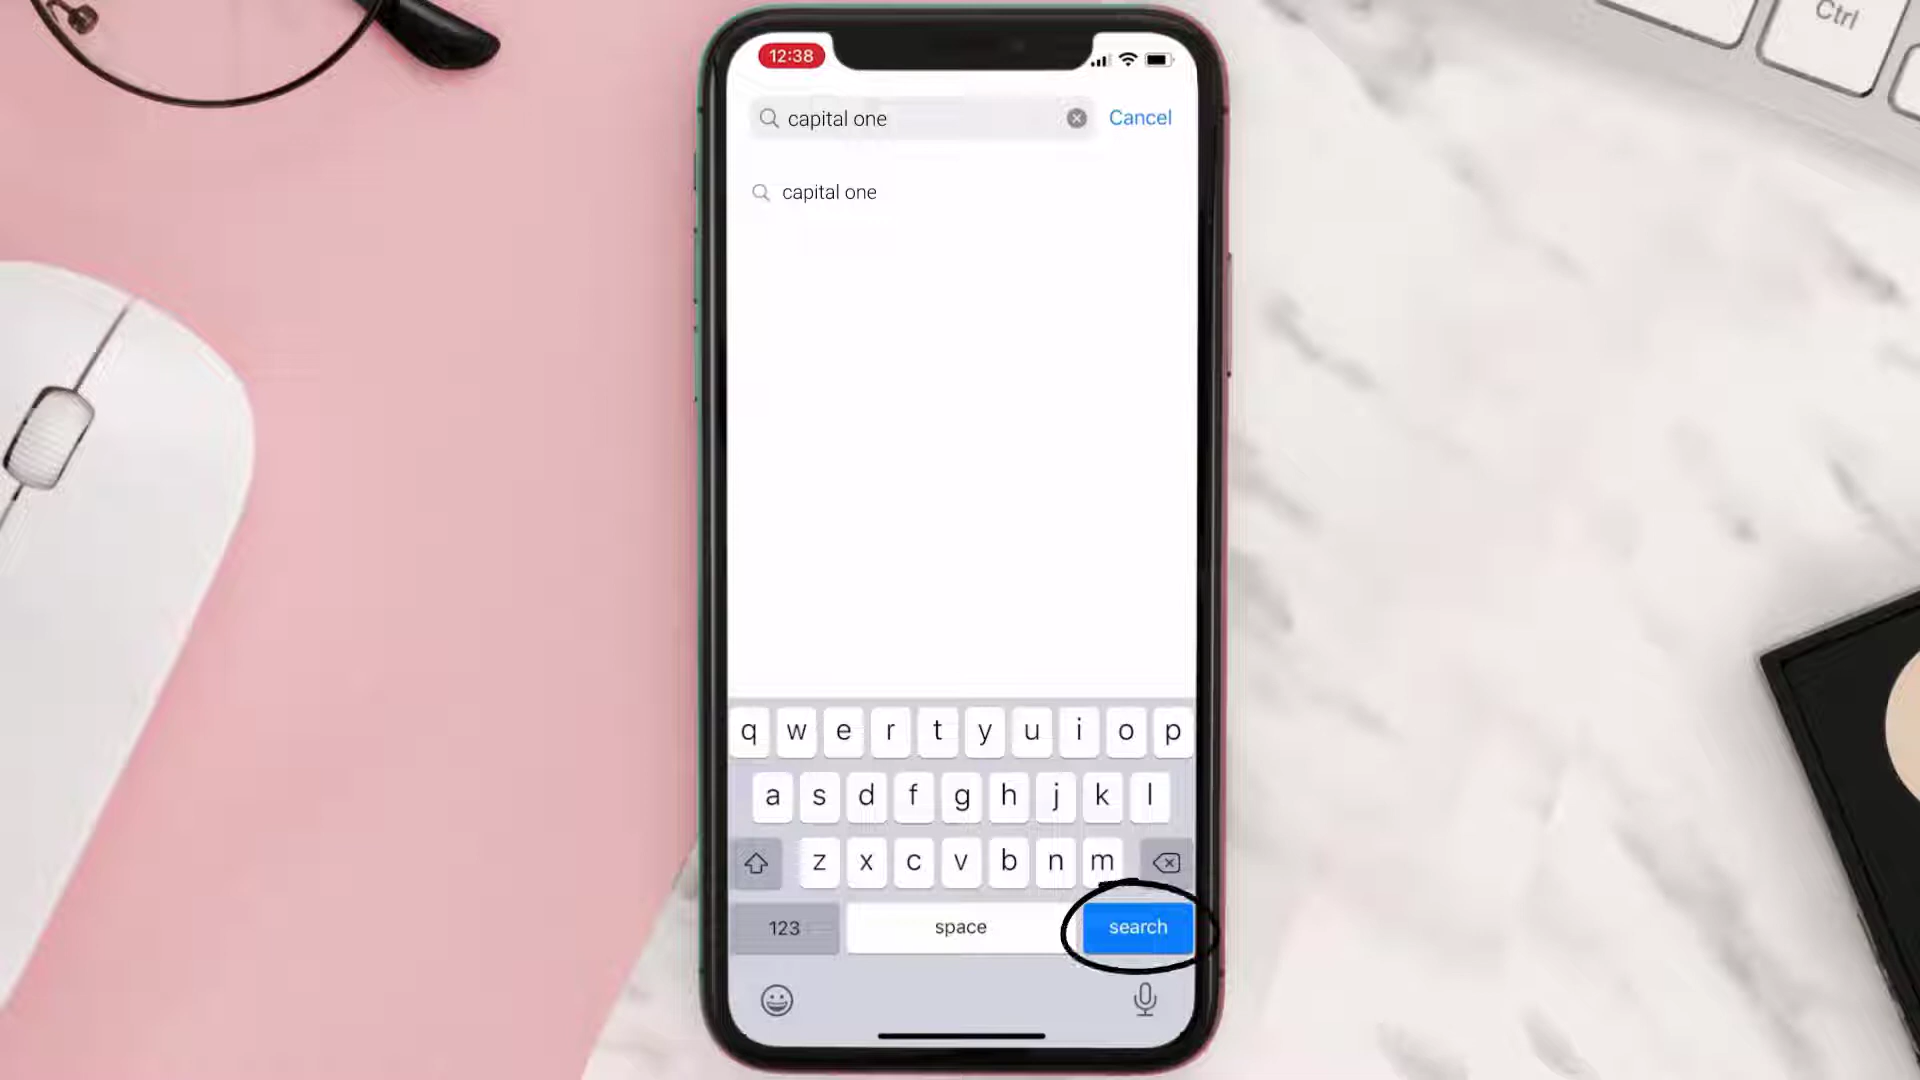 Ctrl
12:38
capital one
Cancel
capital one
q w e r t y u i o p
a s d f g h j k l
z x c v b n m
123 space search